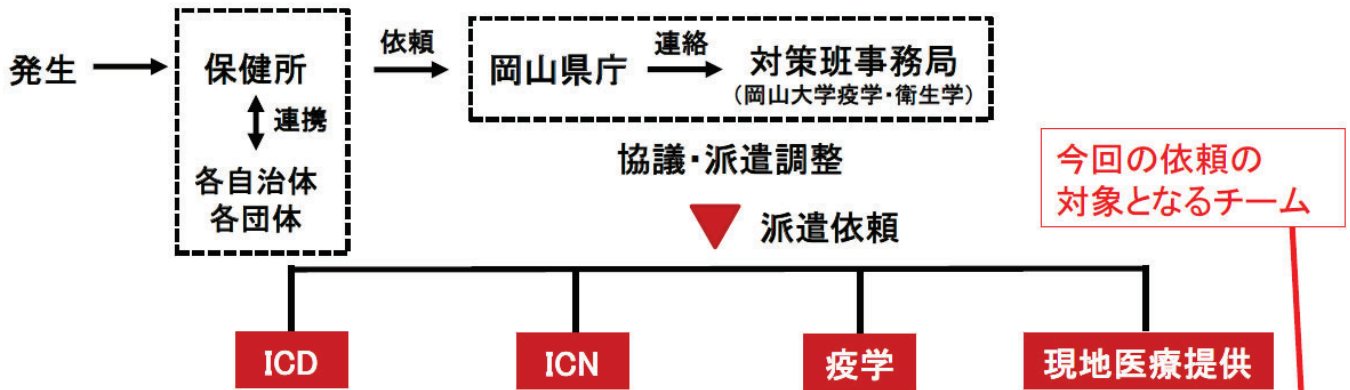 発生
保健所
連携
各自治体
各団体
依頼
岡山県庁
連絡
対策班事務局
(岡山大学疫学・衛生学)
協議・派遣調整
派遣依頼
今回の依頼の
対象となるチーム
ICD
ICN
疫学
現地医療提供